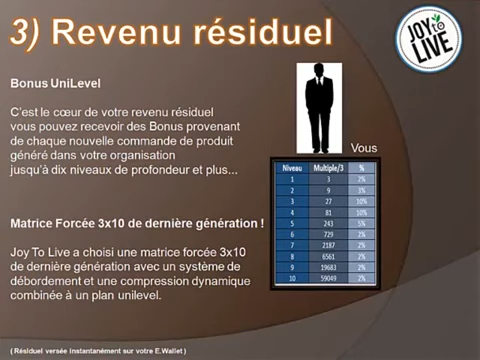 3) Revenu résiduel
JOY to LIVE
Bonus UniLevel
C'est le cœur de votre revenu résiduel
vous pouvez recevoir des Bonus provenant
de chaque nouvelle commande de produit
généré dans votre organisation
jusqu'à dix niveaux de profondeur et plus...
Vous
Niveau Multiple/3 %
1 3 2%
2 9 3%
3 27 10%
4 81 10%
5 243 5%
6 729 2%
7 2187 2%
8 6561 2%
9 19683 2%
10 59049 2%
Matrice Forcée 3x10 de dernière génération !
Joy To Live a choisi une matrice forcée 3x10
de dernière génération avec un système de
débordement et une compression dynamique
combinée à un plan unilevel.
( Résiduel versée instantanément sur votre E.Wallet )